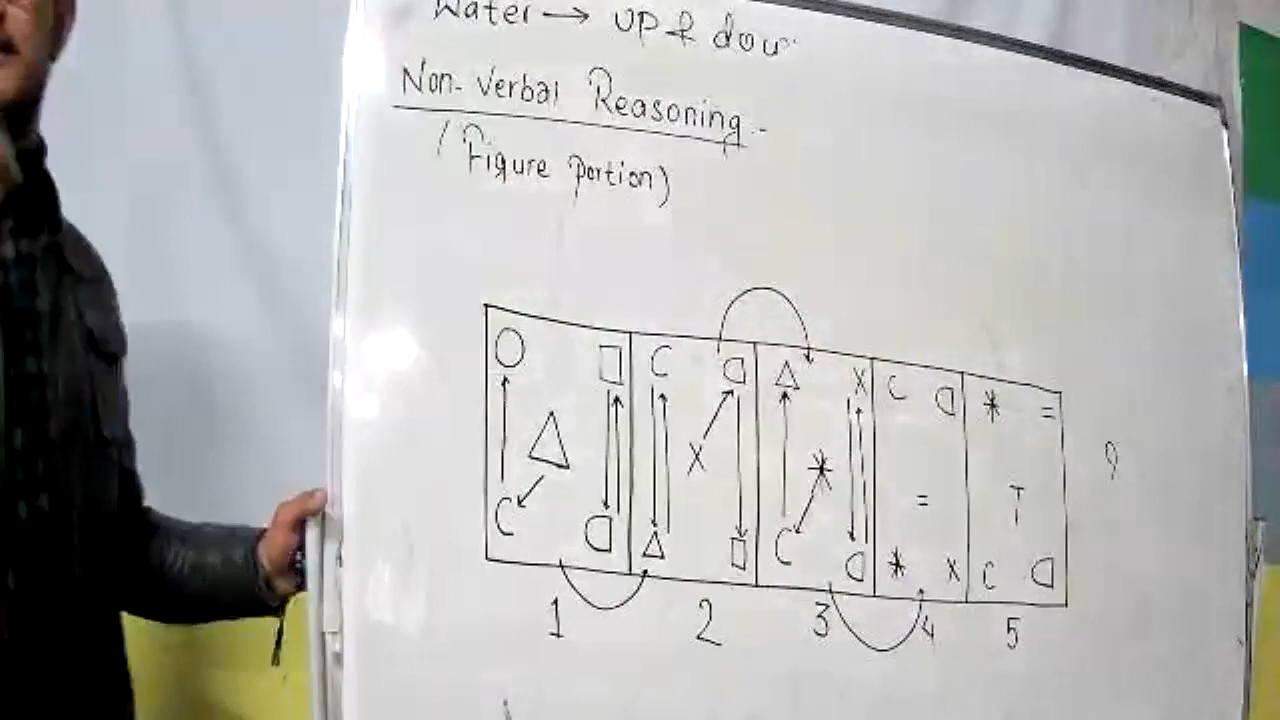 Water → UP & dow
Non-Verbal Reasoning -
(Figure portion)
C X C
C X
* = ?
X
*
= T
C * X C
1 2 3 4 5